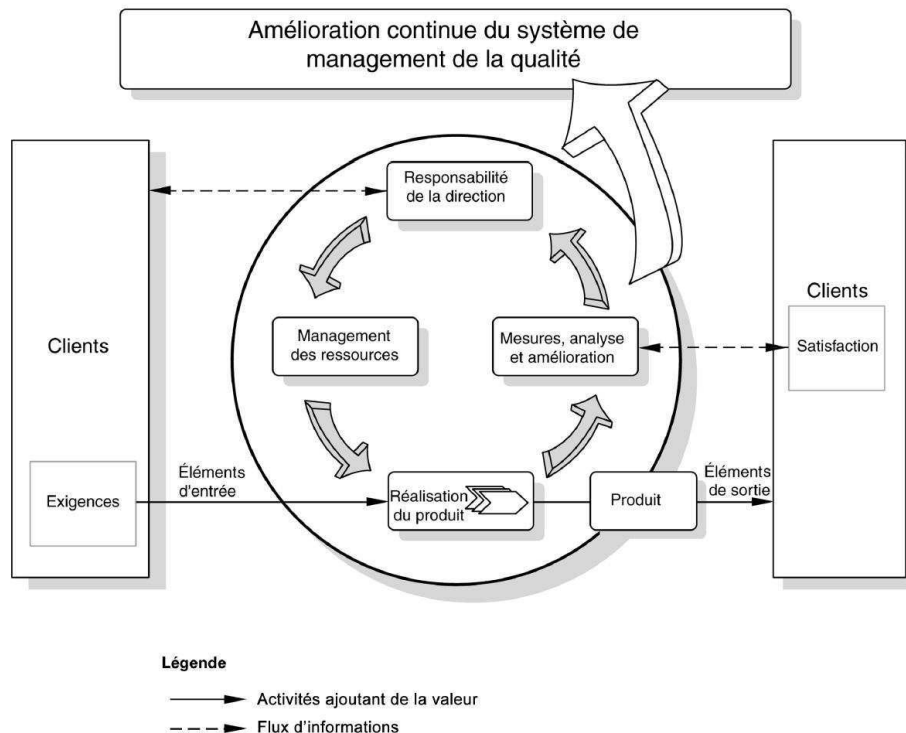 Amélioration continue du système de
management de la qualité
Responsabilité
de la direction
Clients
Clients
Management
des ressources
Mesures, analyse
et amélioration
Satisfaction
Exigences
Éléments
d'entrée
Réalisation
du produit
Produit
Éléments
de sortie
Légende
Activités ajoutant de la valeur
Flux d'informations